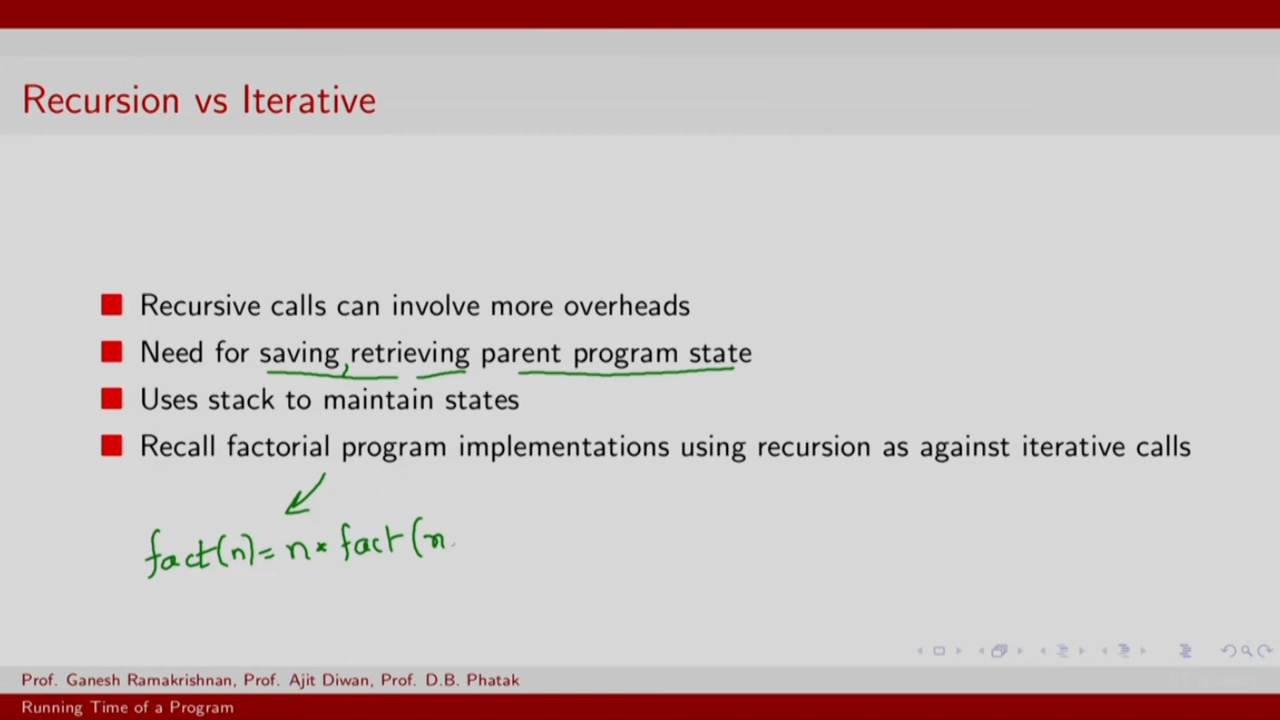 Recursion vs Iterative
Recursive calls can involve more overheads
Need for saving,retrieving parent program state
Uses stack to maintain states
Recall factorial program implementations using recursion as against iterative calls
fact(n)= n* fact(n
Prof. Ganesh Ramakrishnan, Prof. Ajit Diwan, Prof. D.B. Phatak
Running Time of a Program